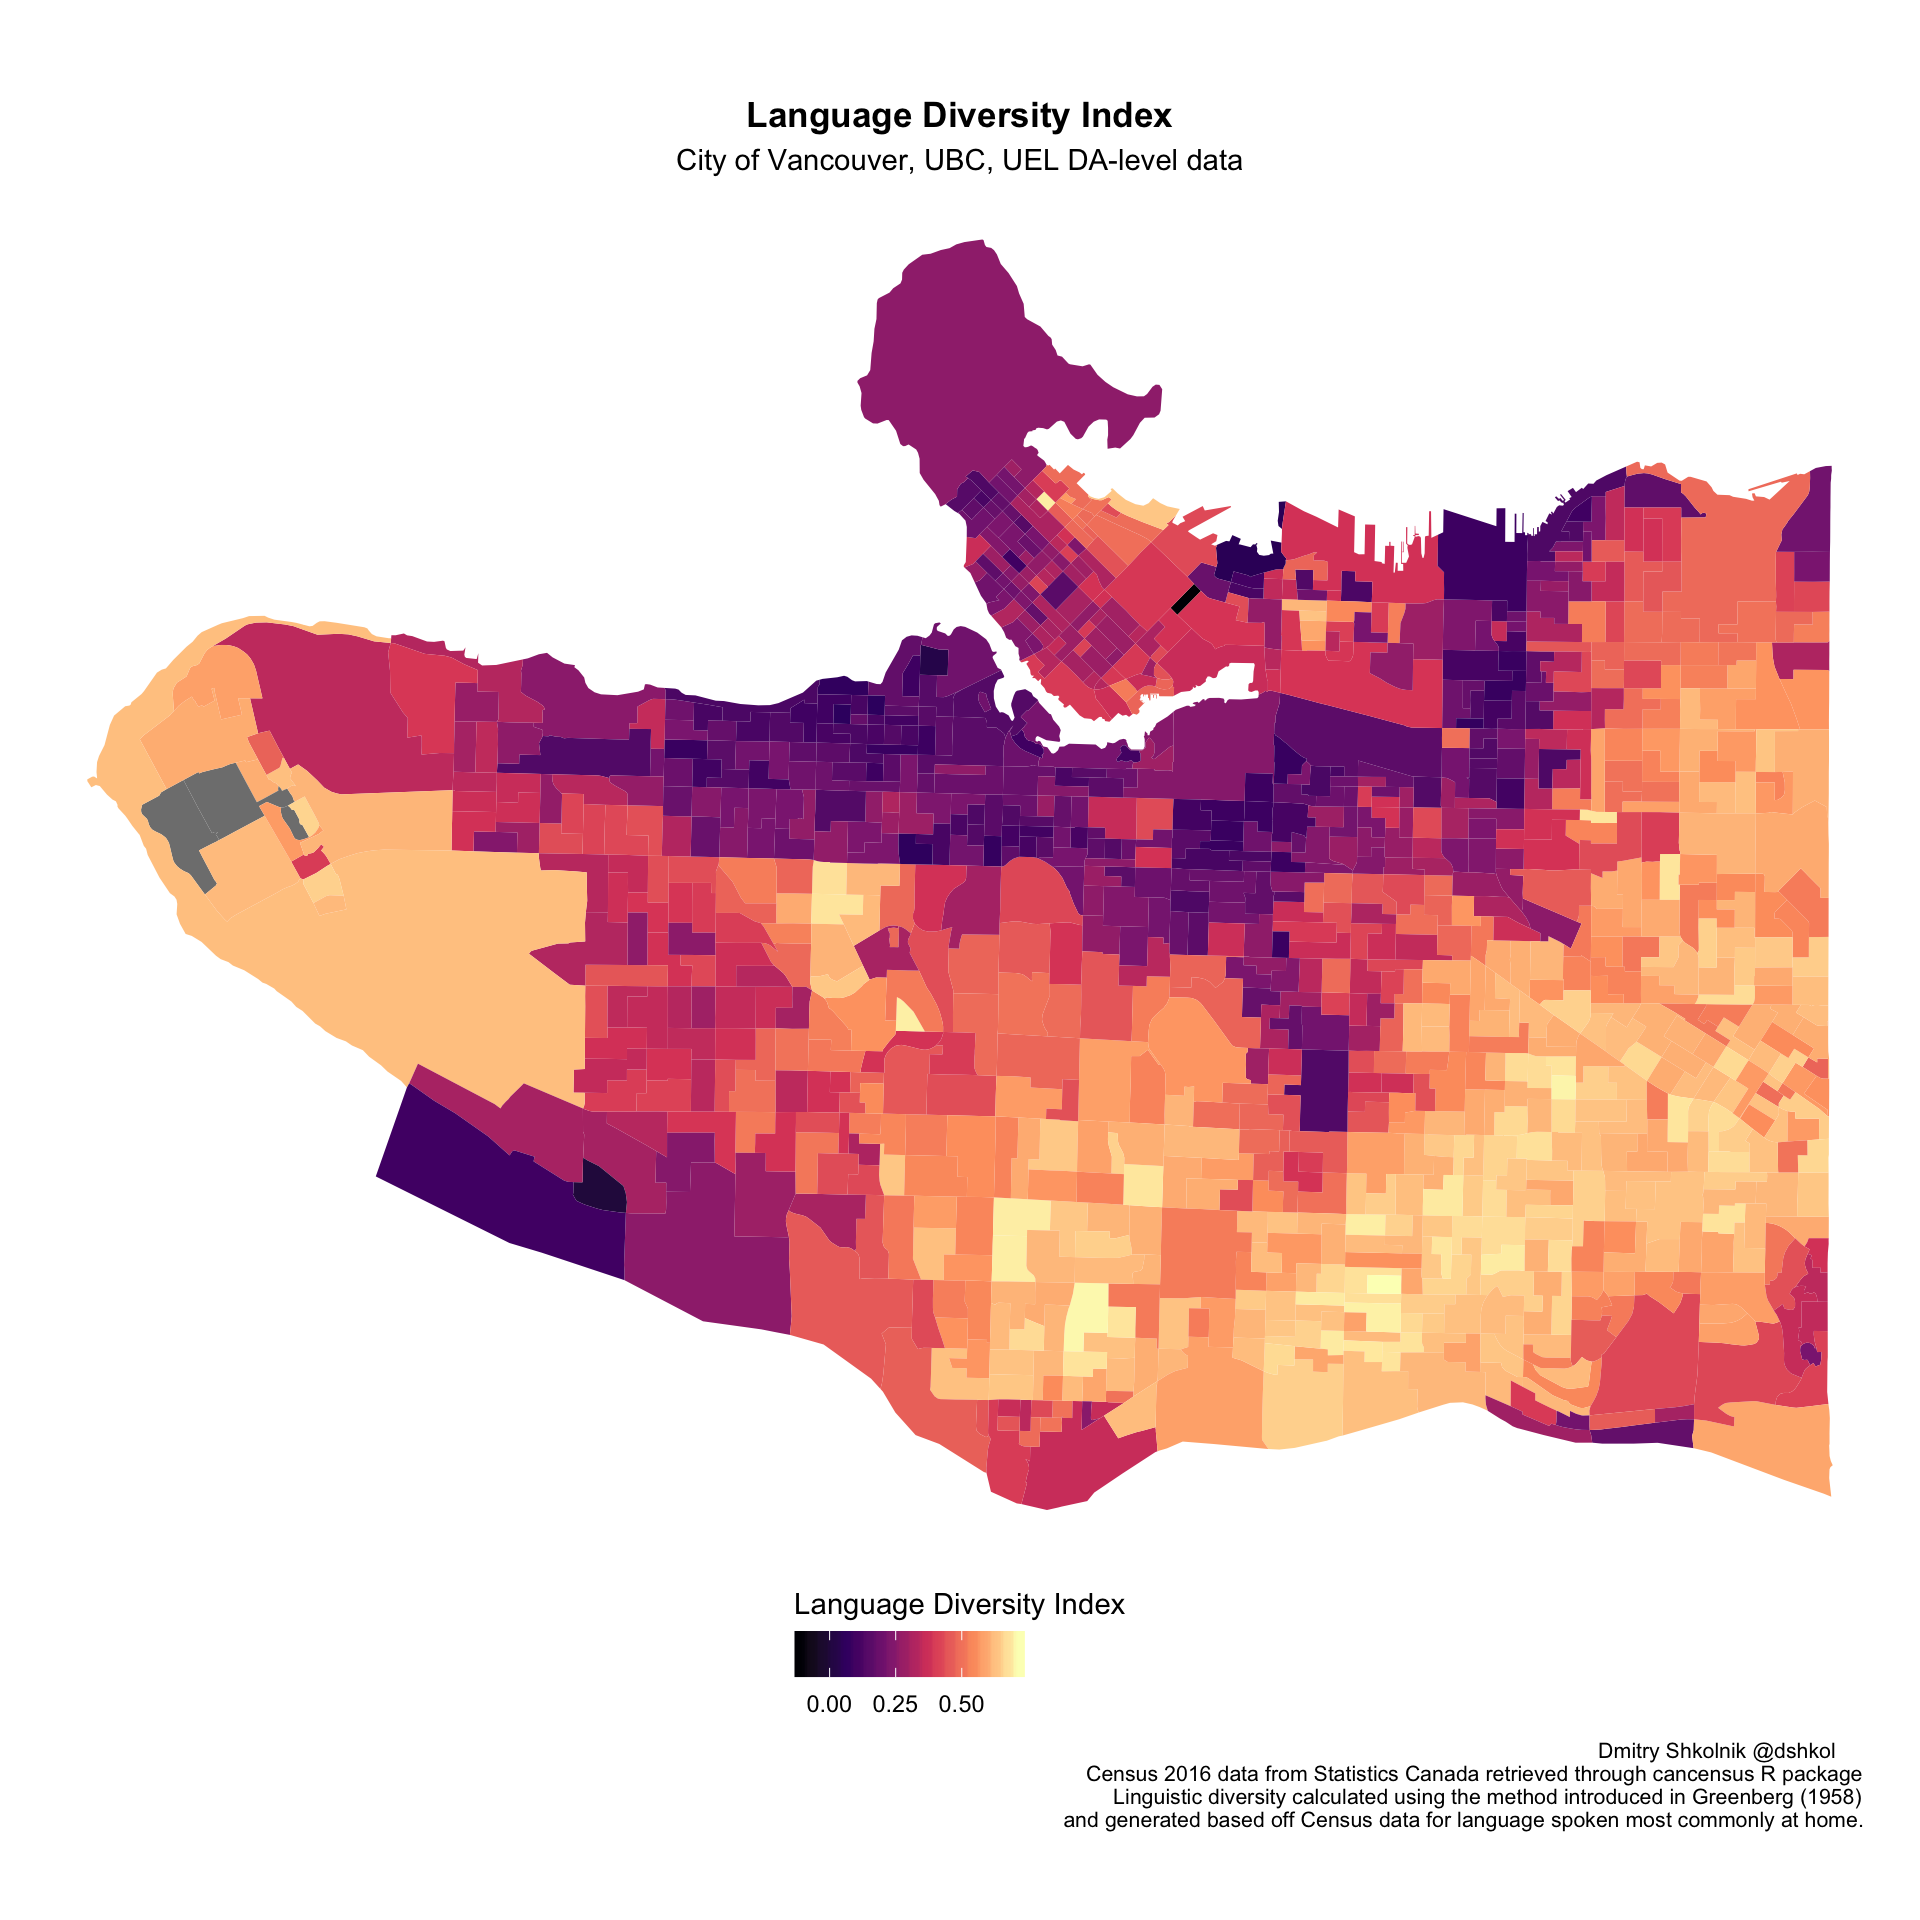 Language Diversity Index
City of Vancouver, UBC, UEL DA-level data
Language Diversity Index
0.00 0.25 0.50
Dmitry Shkolnik @dshkol
Census 2016 data from Statistics Canada retrieved through cancensus R package
Linguistic diversity calculated using the method introduced in Greenberg (1958)
and generated based off Census data for language spoken most commonly at home.